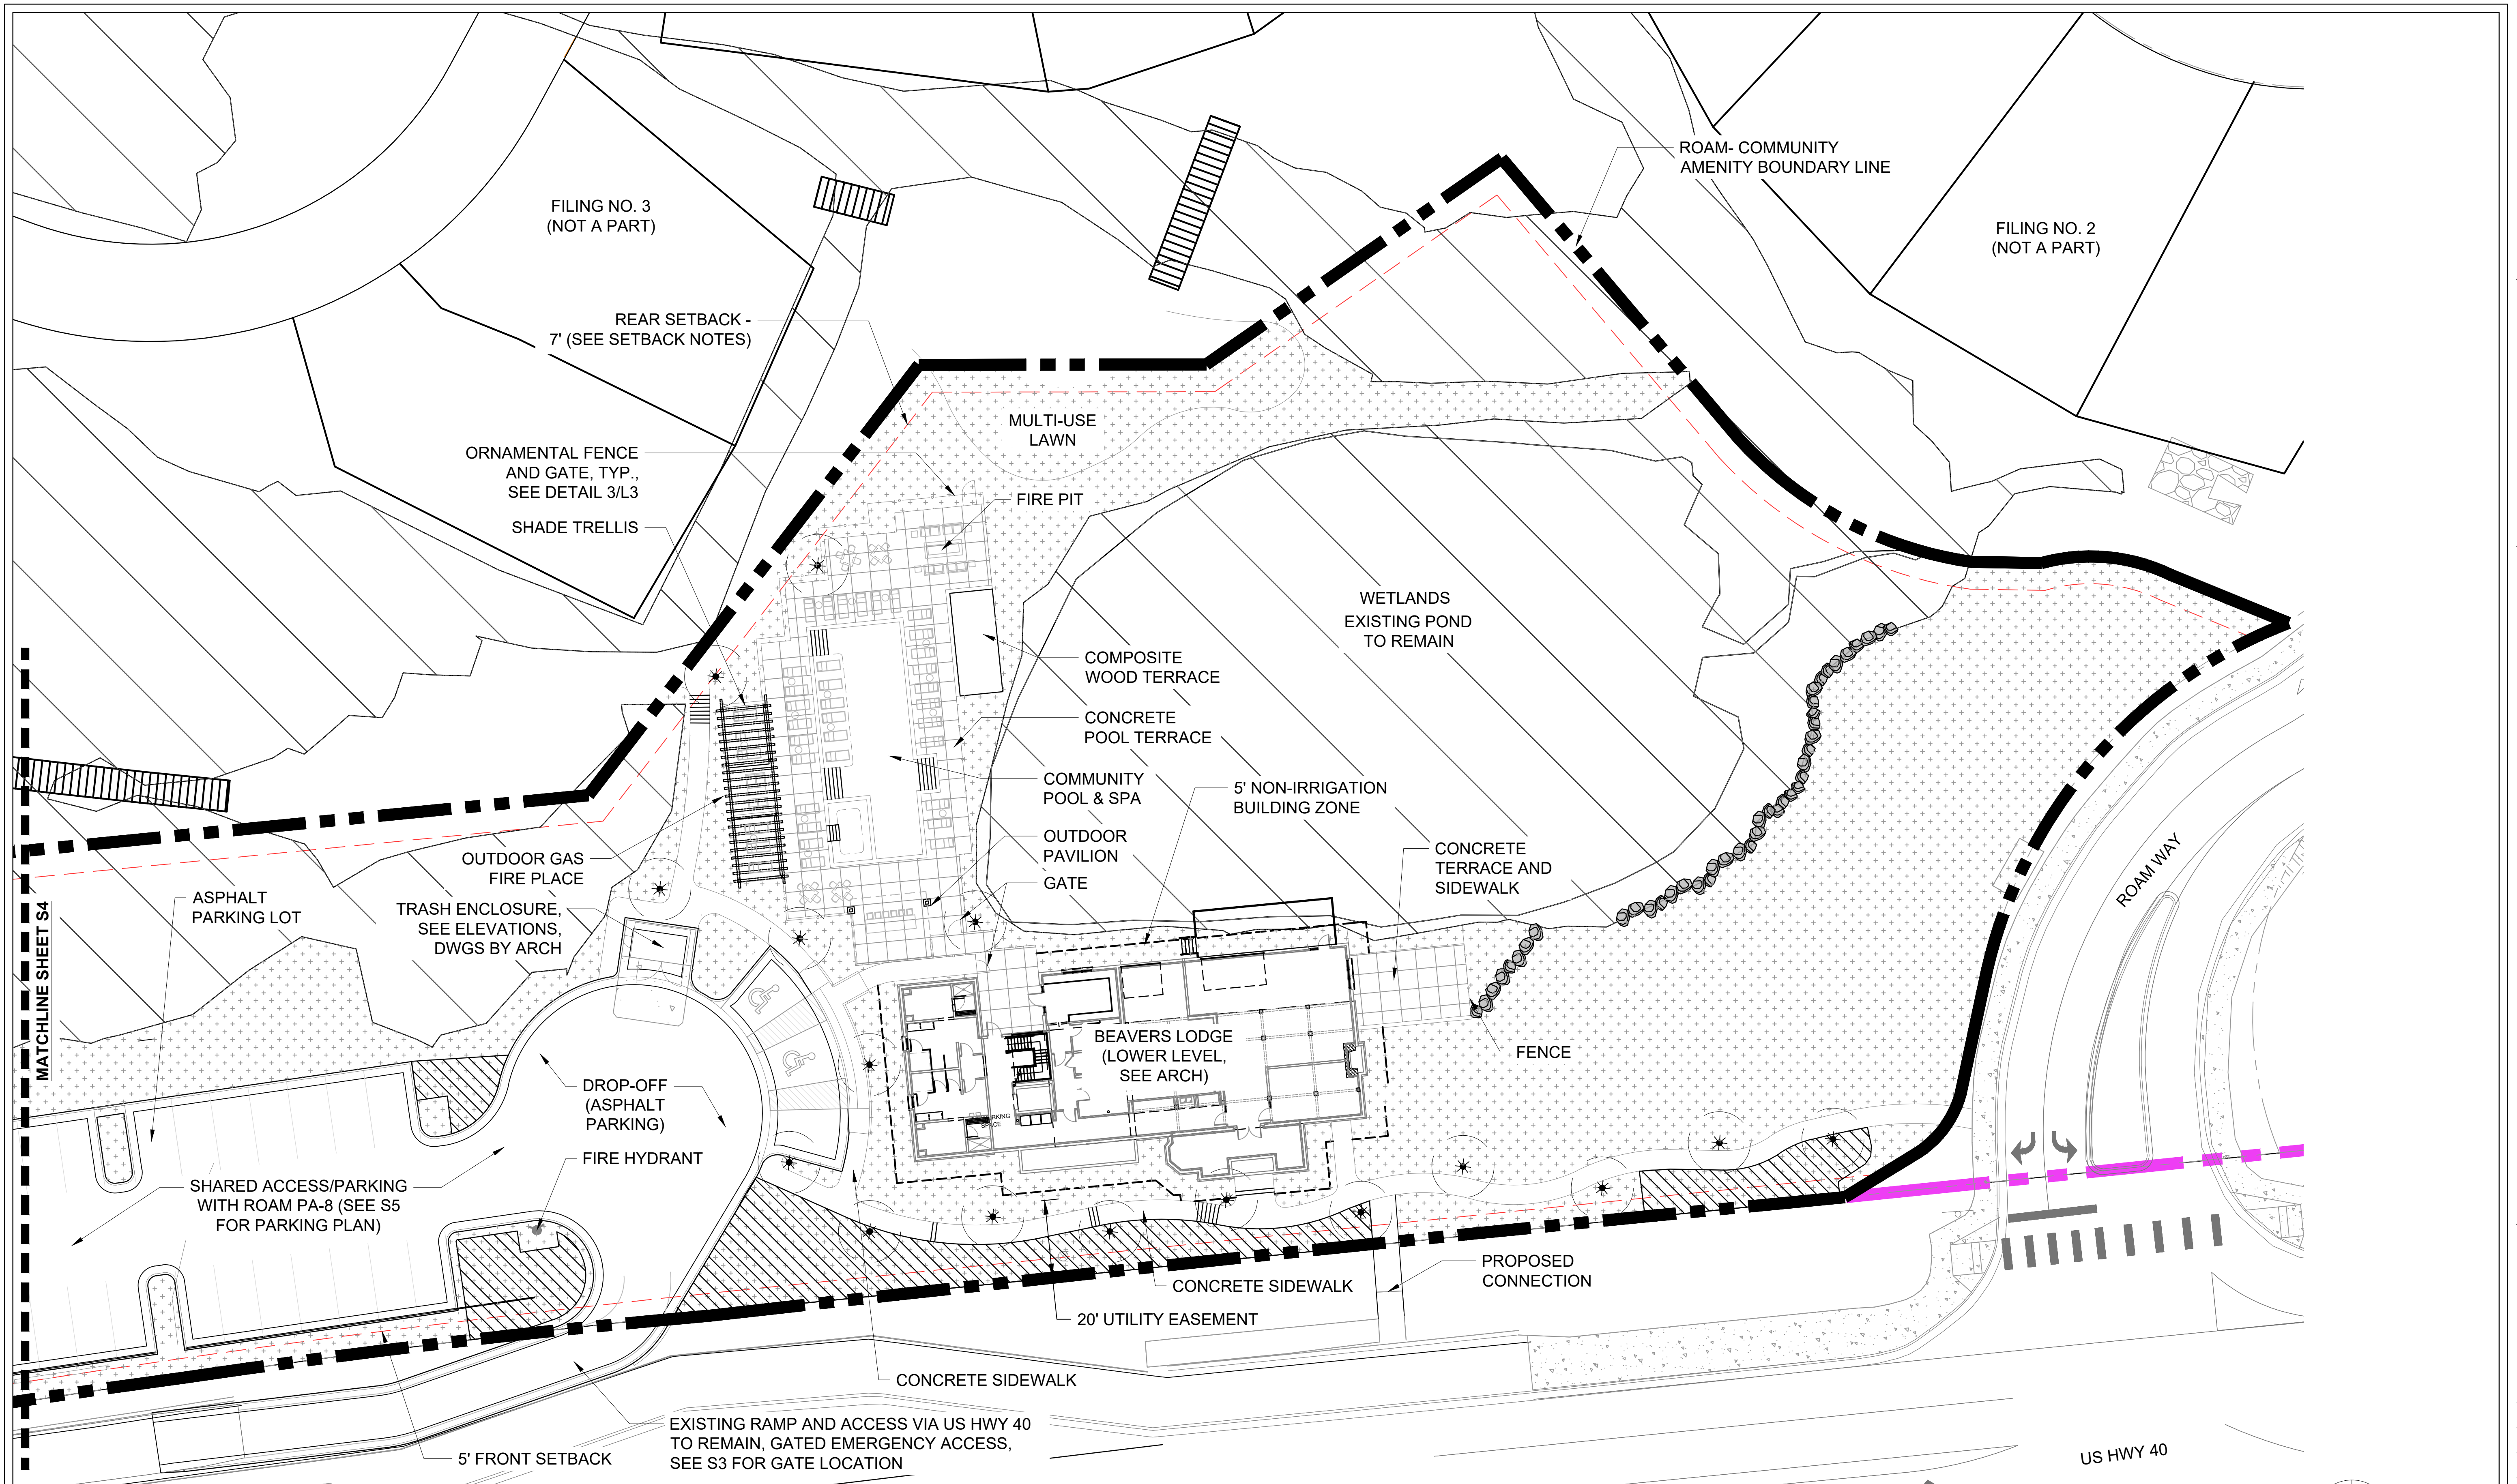 ROAM- COMMUNITY
AMENITY BOUNDARY LINE
FILING NO. 3
(NOT A PART)
FILING NO. 2
(NOT A PART)
REAR SETBACK -
7' (SEE SETBACK NOTES)
MULTI-USE
LAWN
ORNAMENTAL FENCE
AND GATE, TYP.,
SEE DETAIL 3/L3
FIRE PIT
SHADE TRELLIS
WETLANDS
EXISTING POND
TO REMAIN
COMPOSITE
WOOD TERRACE
CONCRETE
POOL TERRACE
COMMUNITY
POOL & SPA
5' NON-IRRIGATION
BUILDING ZONE
OUTDOOR
PAVILION
GATE
CONCRETE
TERRACE AND
SIDEWALK
OUTDOOR GAS
FIRE PLACE
ASPHALT
PARKING LOT
TRASH ENCLOSURE,
SEE ELEVATIONS,
DWGS BY ARCH
MATCHLINE SHEET S4
ROAM WAY
BEAVERS LODGE
(LOWER LEVEL,
SEE ARCH)
FENCE
DROP-OFF
(ASPHALT
PARKING)
FIRE HYDRANT
SHARED ACCESS/PARKING
WITH ROAM PA-8 (SEE S5
FOR PARKING PLAN)
PROPOSED
CONNECTION
CONCRETE SIDEWALK
20' UTILITY EASEMENT
CONCRETE SIDEWALK
EXISTING RAMP AND ACCESS VIA US HWY 40
TO REMAIN, GATED EMERGENCY ACCESS,
SEE S3 FOR GATE LOCATION
5' FRONT SETBACK
US HWY 40